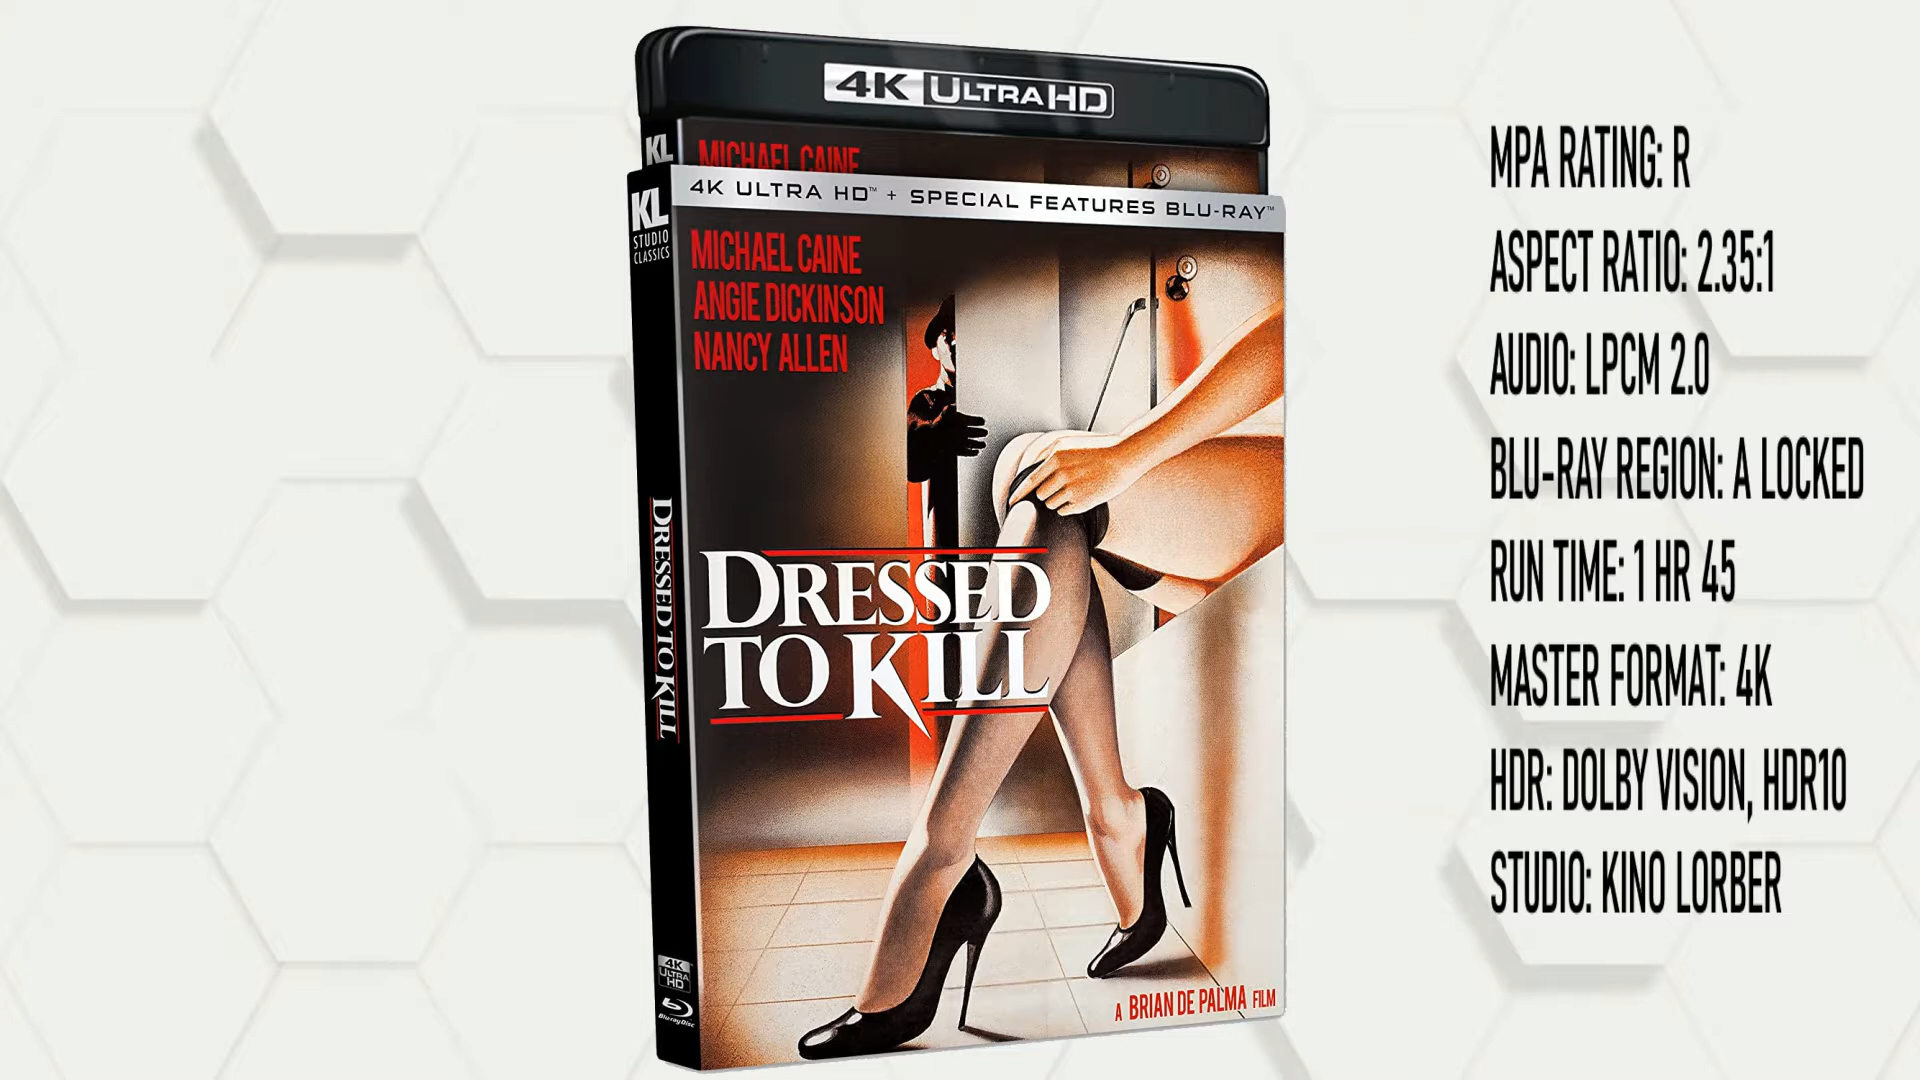 4K ULTRA HD
KL
MICHAEL CAINE
4K ULTRA HD™ + SPECIAL FEATURES BLU-RAY™
KL
STUDIO
CLASSICS
MICHAEL CAINE
ANGIE DICKINSON
NANCY ALLEN
DRESSED
TO KILL
DRESSED TO KILL
4K
ULTRA
HD
Blu-ray Disc
A BRIAN DE PALMA FILM
MPA RATING: R
ASPECT RATIO: 2.35:1
AUDIO: LPCM 2.0
BLU-RAY REGION: A LOCKED
RUN TIME: 1 HR 45
MASTER FORMAT: 4K
HDR: DOLBY VISION, HDR10
STUDIO: KINO LORBER